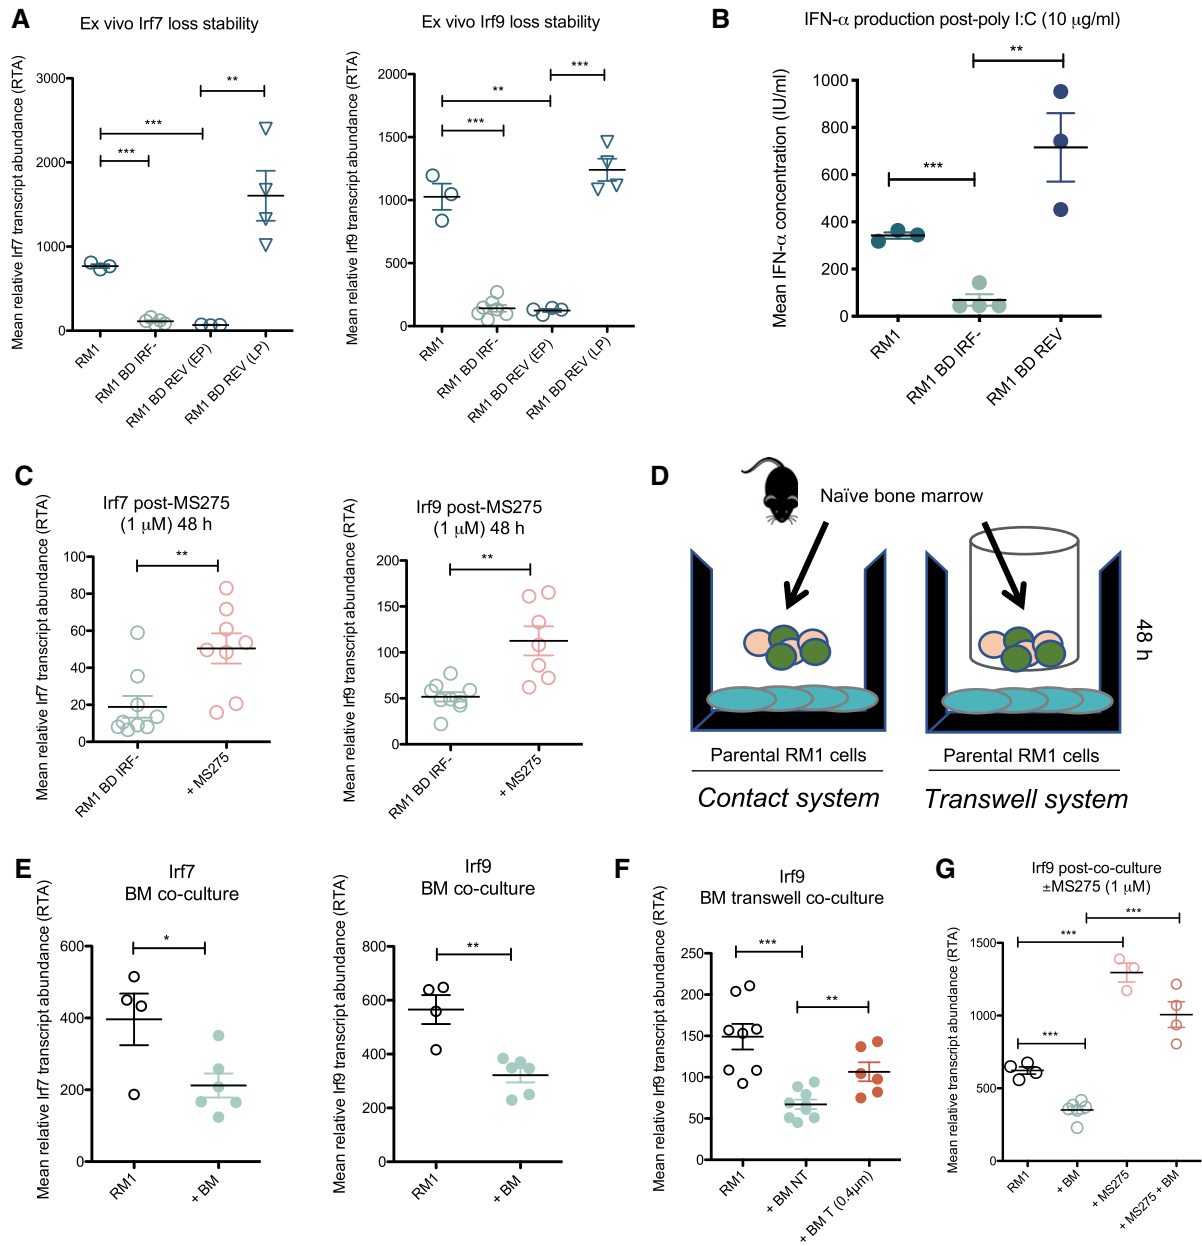 A
Ex vivo Irf7 loss stability
Mean relative Irf7 transcript abundance (RTA)
3000
2000
1000
0
***
***
**
RM1
RM1 BD IRF-
RM1 BD REV (EP)
RM1 BD REV (LP)
Ex vivo Irf9 loss stability
Mean relative Irf9 transcript abundance (RTA)
2000
1500
1000
500
0
***
**
***
RM1
RM1 BD IRF-
RM1 BD REV (EP)
RM1 BD REV (LP)
B
IFN-α production post-poly I:C (10 μg/ml)
Mean IFN-α concentration (IU/ml)
1000
800
600
400
200
0
***
**
RM1
RM1 BD IRF-
RM1 BD REV
C
Irf7 post-MS275
(1 μM) 48 h
Mean relative Irf7 transcript abundance (RTA)
100
80
60
40
20
0
**
RM1 BD IRF-
+ MS275
Irf9 post-MS275
(1 μM) 48 h
Mean relative Irf9 transcript abundance (RTA)
200
150
100
50
0
**
RM1 BD IRF-
+ MS275
D
Naïve bone marrow
48 h
Parental RM1 cells
Contact system
Parental RM1 cells
Transwell system
E
Irf7
BM co-culture
Mean relative Irf7 transcript abundance (RTA)
600
400
200
0
*
RM1
+ BM
Irf9
BM co-culture
Mean relative Irf9 transcript abundance (RTA)
800
600
400
200
0
**
RM1
+ BM
F
Irf9
BM transwell co-culture
Mean relative Irf9 transcript abundance (RTA)
250
200
150
100
50
0
***
**
RM1
+ BM NT
+ BM T (0.4μm)
G
Irf9 post-co-culture
±MS275 (1 μM)
Mean relative transcript abundance (RTA)
1500
1000
500
0
***
***
***
RM1
+ BM
+ MS275
+ MS275 + BM